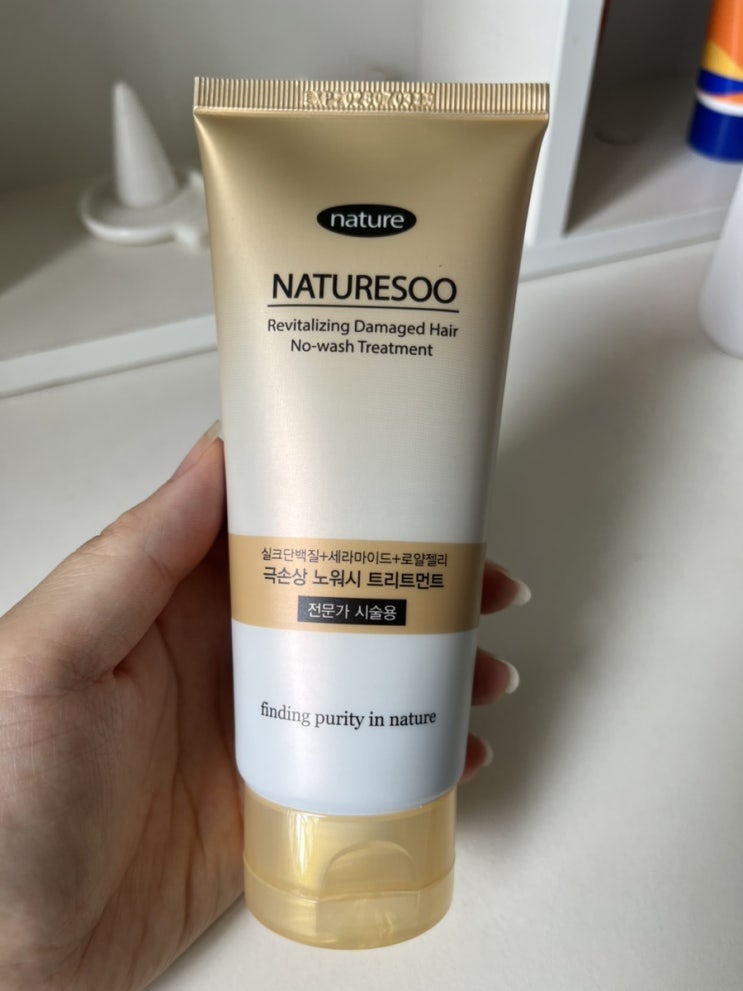 nature
NATURESOO
Revitalizing Damaged Hair
No-wash Treatment
실크단백질+세라마이드+로얄젤리
극손상 노워시 트리트먼트
전문가 시술용
finding purity in nature